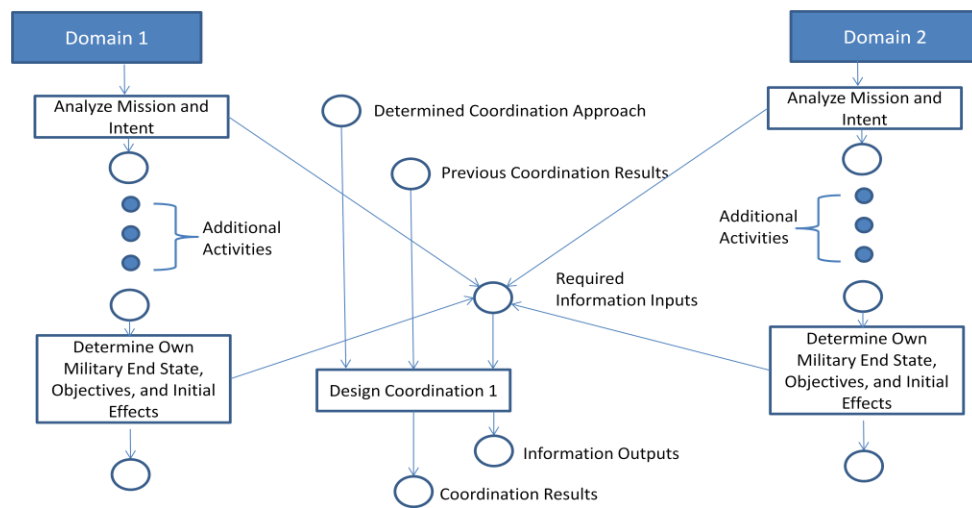 Domain 1
Domain 2
Analyze Mission and
Intent
Analyze Mission and
Intent
Determined Coordination Approach
Previous Coordination Results
Additional
Activities
Additional
Activities
Required
Information Inputs
Determine Own
Military End State,
Objectives, and Initial
Effects
Design Coordination 1
Determine Own
Military End State,
Objectives, and Initial
Effects
Information Outputs
Coordination Results